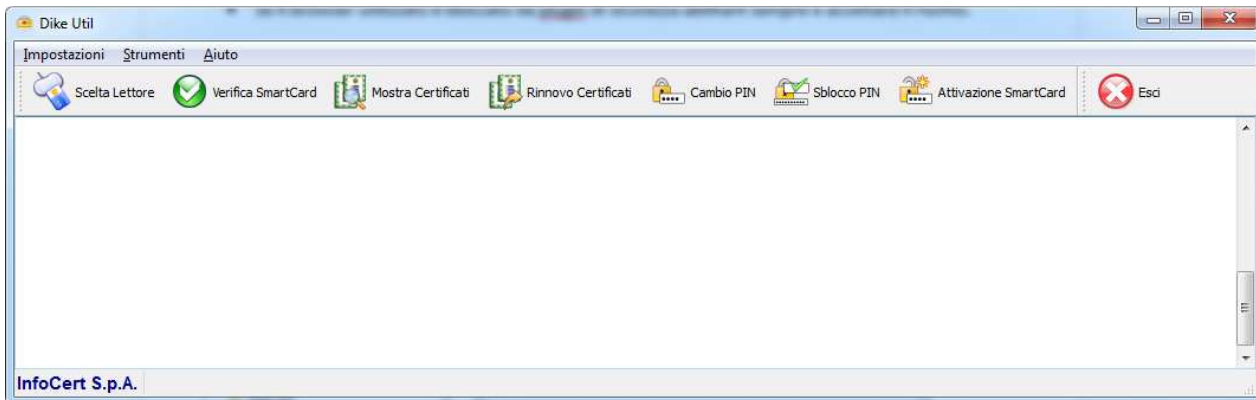 Dike Util
Impostazioni Strumenti Aiuto
Scelta Lettore Verifica SmartCard Mostra Certificati Rinnovo Certificati Cambio PIN Sblocco PIN Attivazione SmartCard Esci
InfoCert S.p.A.